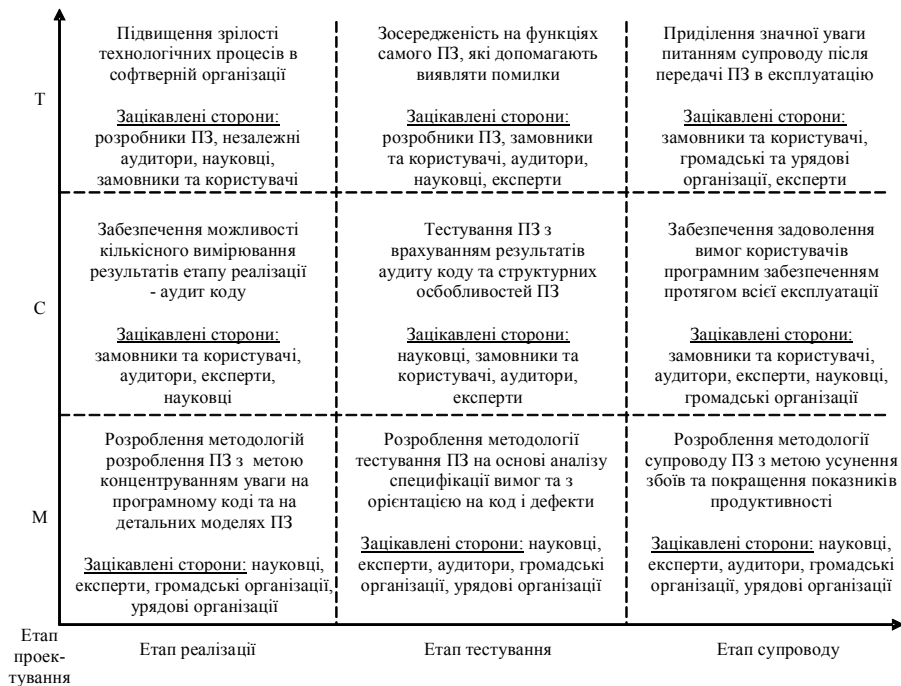 Підвищення зрілості
технологічних процесів в
софтверній організації
Зацікавлені сторони:
розробники ПЗ, незалежні
аудитори, науковці,
замовники та користувачі
Зосередженість на функціях
самого ПЗ, які допомагають
виявляти помилки
Зацікавлені сторони:
розробники ПЗ, замовники
та користувачі, аудитори,
науковці, експерти
Приділення значної уваги
питанням супроводу після
передачі ПЗ в експлуатацію
Зацікавлені сторони:
замовники та користувачі,
громадські та урядові
організації, експерти
Т
Забезпечення можливості
кількісного вимірювання
результатів етапу реалізації
- аудит коду
Зацікавлені сторони:
замовники та користувачі,
аудитори, експерти,
науковці
Тестування ПЗ з
врахуванням результатів
аудиту коду та структурних
осбобливостей ПЗ
Зацікавлені сторони:
науковці, замовники та
користувачі, аудитори,
експерти
Забезпечення задоволення
вимог користувачів
програмним забезпеченням
протягом всієї експлуатації
Зацікавлені сторони:
замовники та користувачі,
аудитори, експерти, науковці,
громадські організації
С
Розроблення методологій
розроблення ПЗ з метою
концентруванням уваги на
програмному коді та на
детальних моделях ПЗ
Зацікавлені сторони: науковці,
експерти, громадські організації,
урядові організації
Розроблення методології
тестування ПЗ на основі аналізу
специфікації вимог та з
орієнтацією на код і дефекти
Зацікавлені сторони: науковці,
експерти, аудитори, громадські
організації, урядові організації
Розроблення методології
супроводу ПЗ з метою усунення
збоїв та покращення показників
продуктивності
Зацікавлені сторони: науковці,
експерти, аудитори, громадські
організації, урядові організації
М
Етап
проек-
тування
Етап реалізації
Етап тестування
Етап супроводу